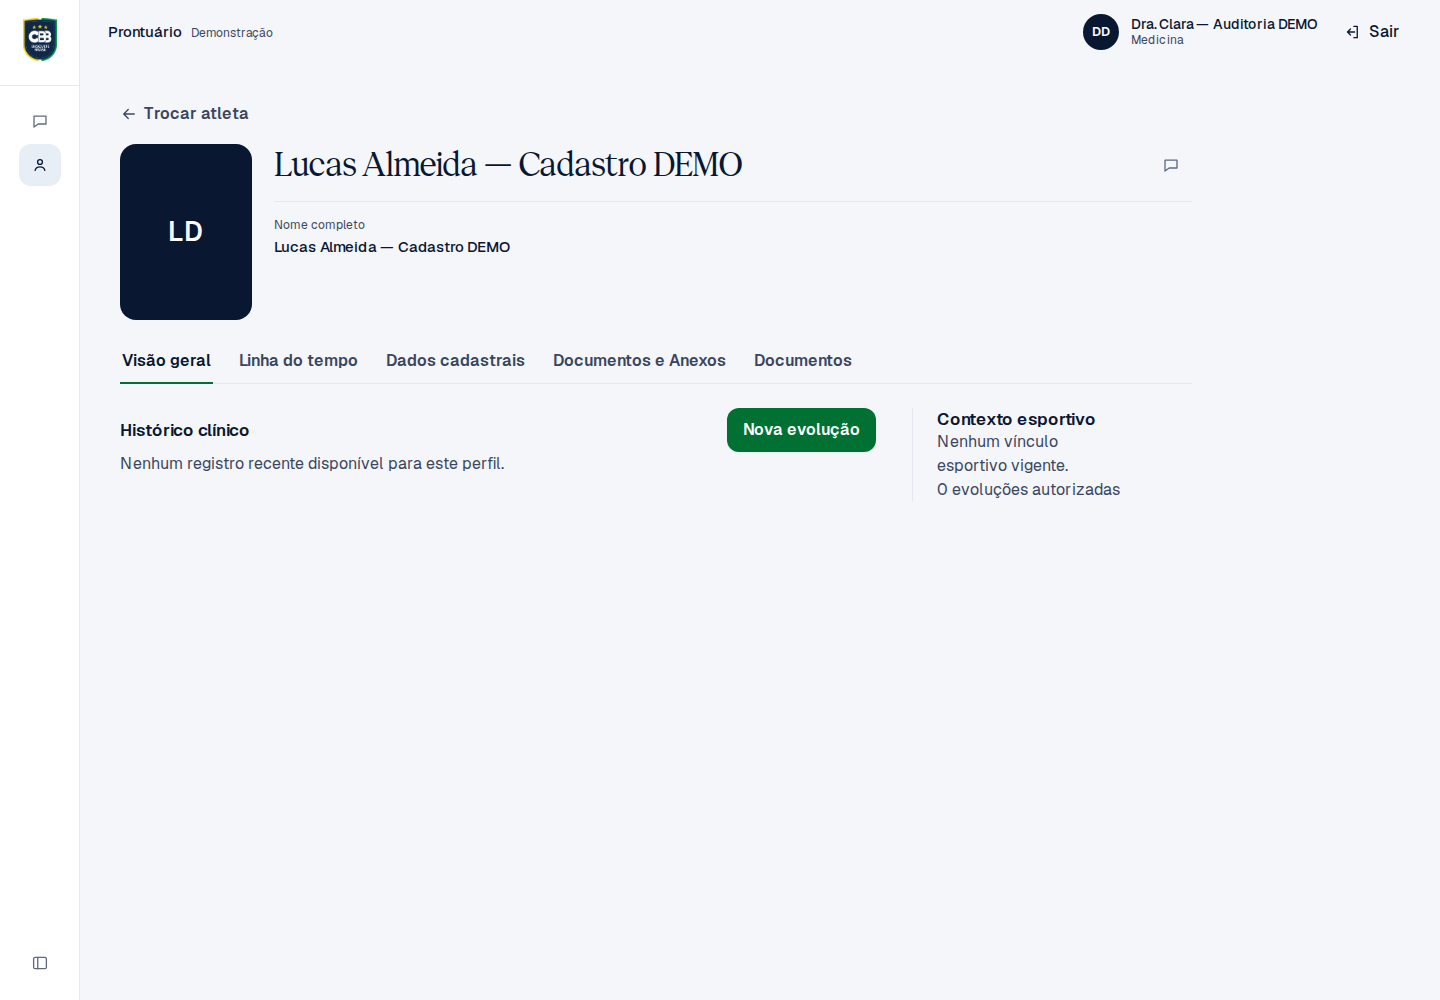 CBB
Prontuário Demonstração
DD
Dra. Clara — Auditoria DEMO
Medicina
Sair
Trocar atleta
LD
Lucas Almeida — Cadastro DEMO
Nome completo
Lucas Almeida — Cadastro DEMO
Visão geral
Linha do tempo
Dados cadastrais
Documentos e Anexos
Documentos
Histórico clínico
Nova evolução
Nenhum registro recente disponível para este perfil.
Contexto esportivo
Nenhum vínculo
esportivo vigente.
0 evoluções autorizadas